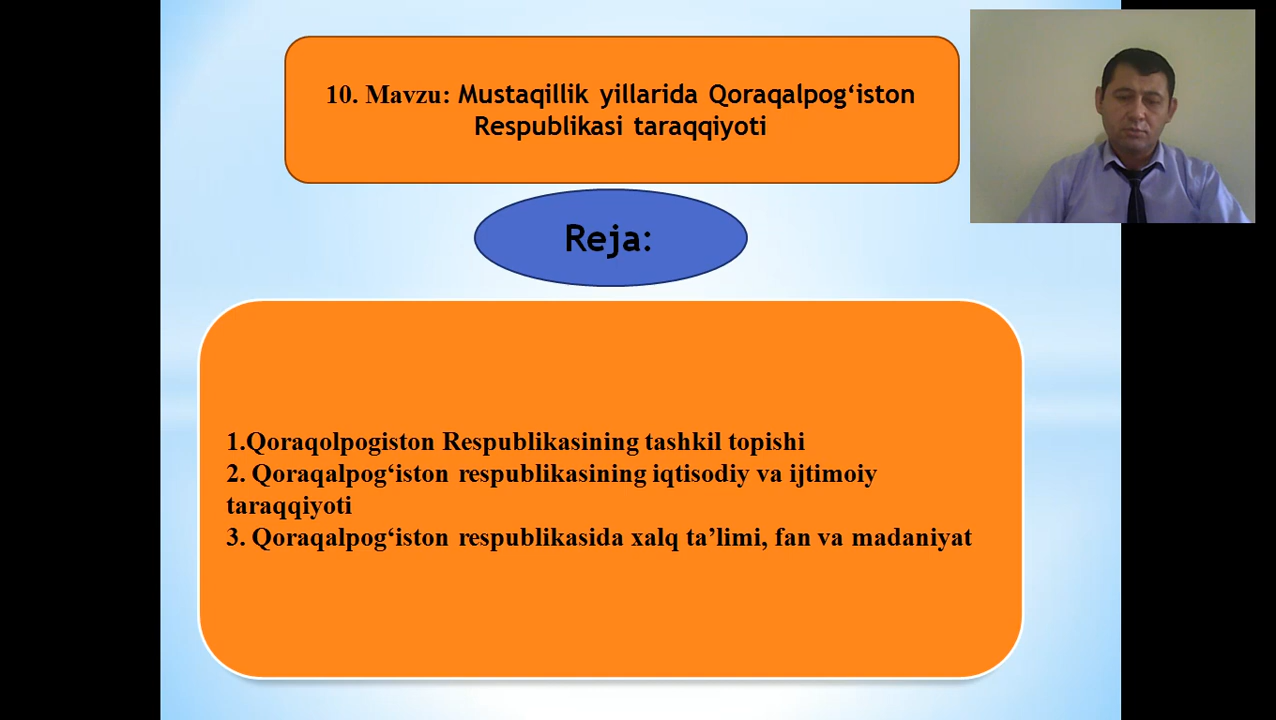 10. Mavzu: Mustaqillik yillarida Qoraqalpog‘iston
Respublikasi taraqqiyoti
Reja:
1.Qoraqolpogiston Respublikasining tashkil topishi
2. Qoraqalpog‘iston respublikasining iqtisodiy va ijtimoiy
taraqqiyoti
3. Qoraqalpog‘iston respublikasida xalq ta’limi, fan va madaniyat